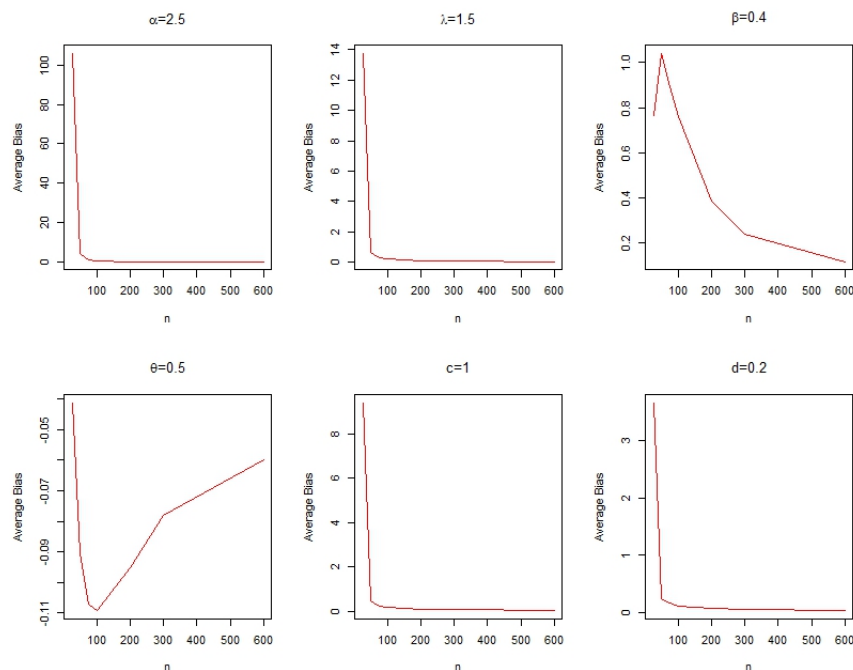 α=2.5
Average Bias
0 20 40 60 80 100
100 200 300 400 500 600
n
λ=1.5
Average Bias
0 2 4 6 8 10 12 14
100 200 300 400 500 600
n
β=0.4
Average Bias
0.2 0.4 0.6 0.8 1.0
100 200 300 400 500 600
n
θ=0.5
Average Bias
-0.11 -0.09 -0.07 -0.05
100 200 300 400 500 600
n
c=1
Average Bias
0 2 4 6 8
100 200 300 400 500 600
n
d=0.2
Average Bias
0 1 2 3
100 200 300 400 500 600
n